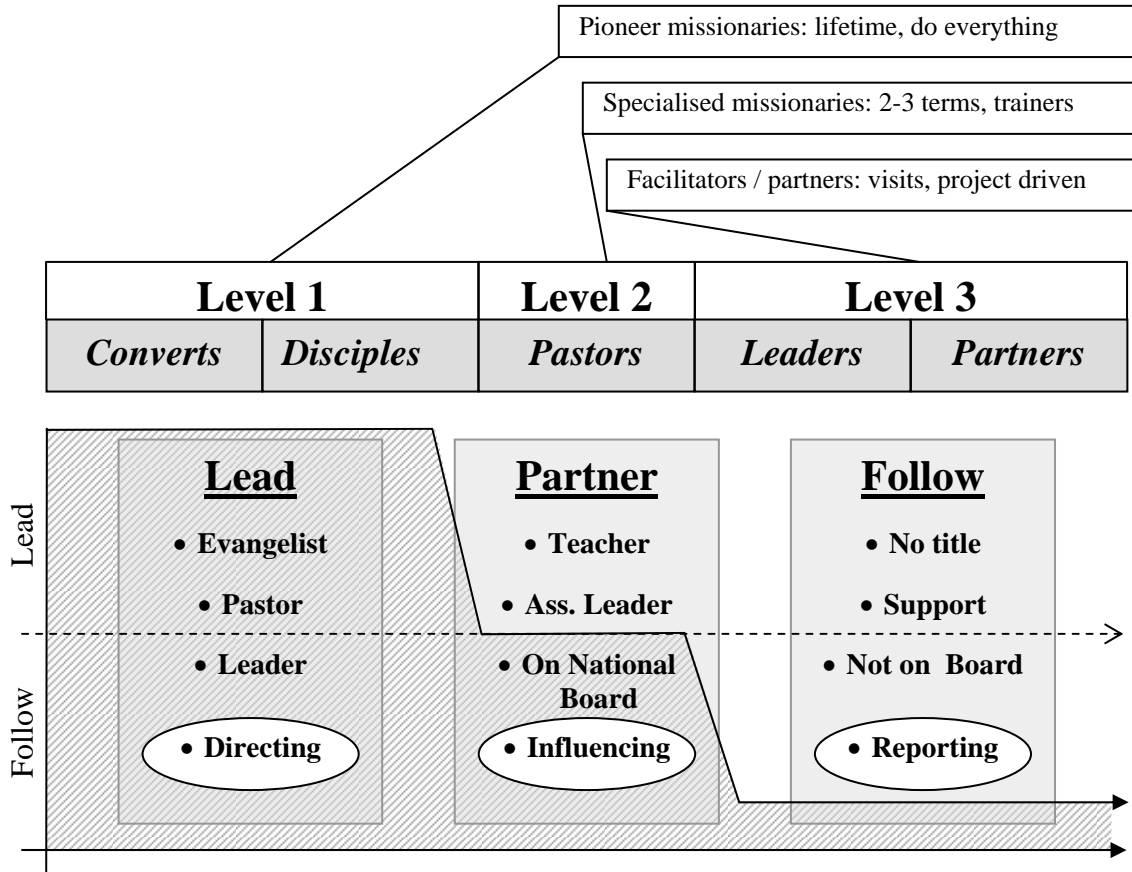 Pioneer missionaries: lifetime, do everything
Specialised missionaries: 2-3 terms, trainers
Facilitators / partners: visits, project driven
Level 1
Level 2
Level 3
Converts
Disciples
Pastors
Leaders
Partners
Lead
Follow
Lead
• Evangelist
• Pastor
• Leader
• Directing
Partner
• Teacher
• Ass. Leader
• On National
Board
• Influencing
Follow
• No title
• Support
• Not on  Board
• Reporting